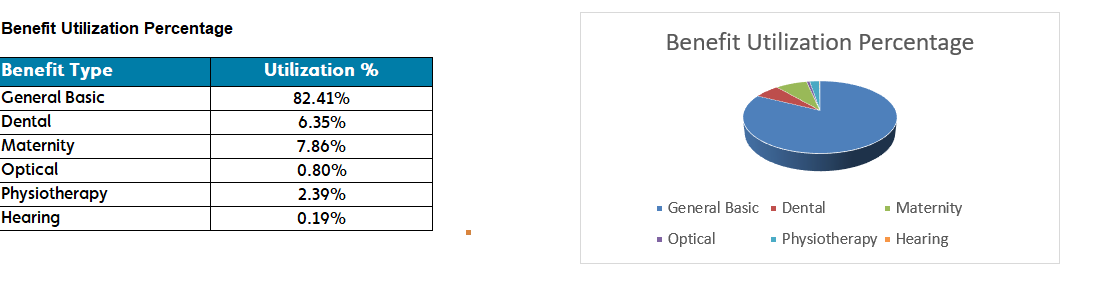 Benefit Utilization Percentage
Benefit Type Utilization %
General Basic 82.41%
Dental 6.35%
Maternity 7.86%
Optical 0.80%
Physiotherapy 2.39%
Hearing 0.19%
Benefit Utilization Percentage
General Basic Dental Maternity
Optical Physiotherapy Hearing